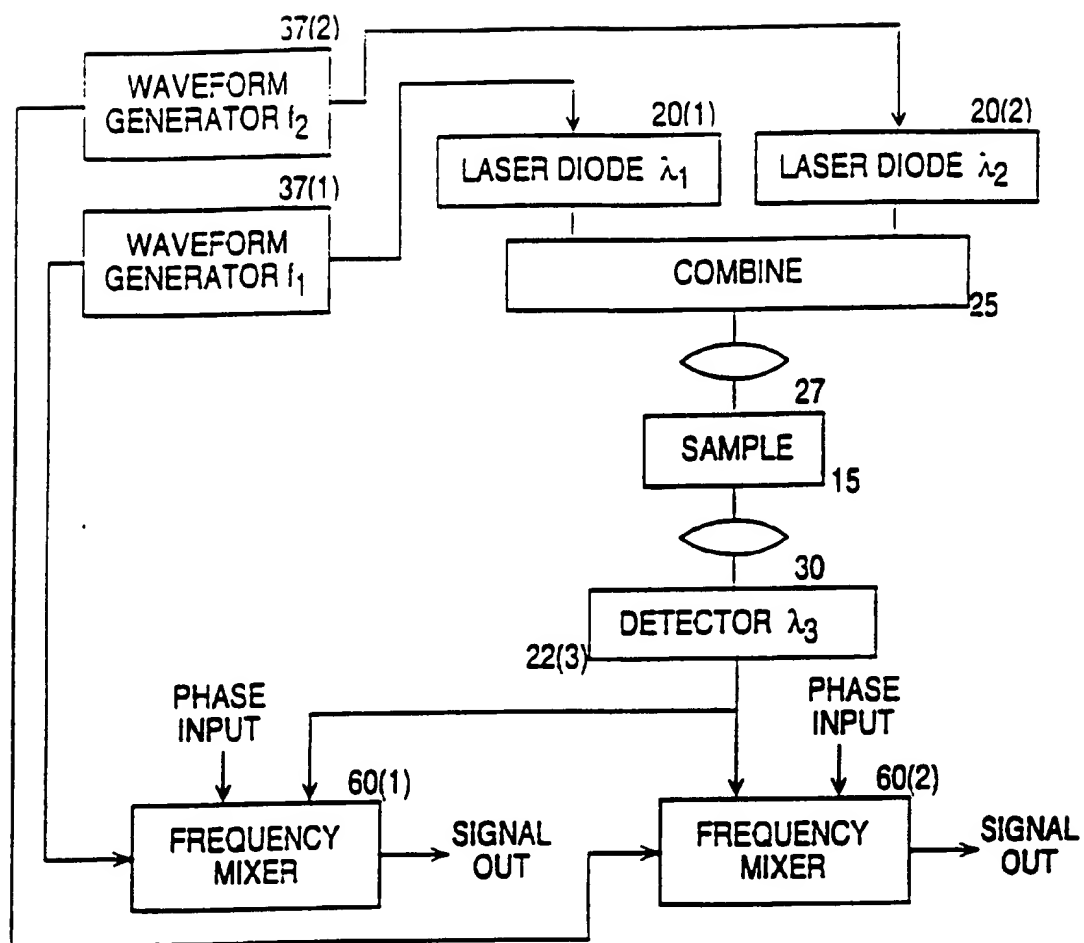 37(2)
WAVEFORM
GENERATOR f2
20(1)
20(2)
LASER DIODE λ1
LASER DIODE λ2
37(1)
WAVEFORM
GENERATOR f1
COMBINE
25
27
SAMPLE
15
30
DETECTOR λ3
22(3)
PHASE
INPUT
PHASE
INPUT
60(1)
60(2)
FREQUENCY
MIXER
SIGNAL
OUT
FREQUENCY
MIXER
SIGNAL
OUT